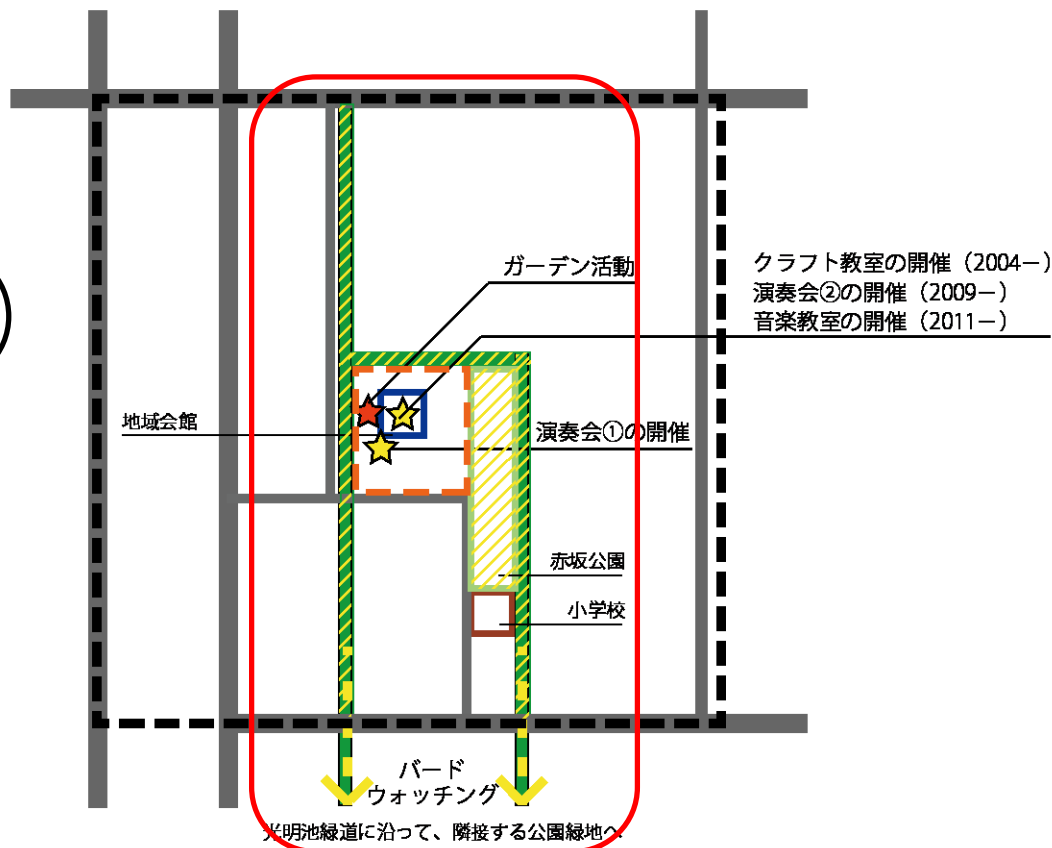 ガーデン活動
クラフト教室の開催（2004－）
演奏会②の開催（2009－）
音楽教室の開催（2011－）
地域会館
演奏会①の開催
赤坂公園
小学校
バード
ウォッチング
光明池緑道に沿って、隣接する公園緑地へ